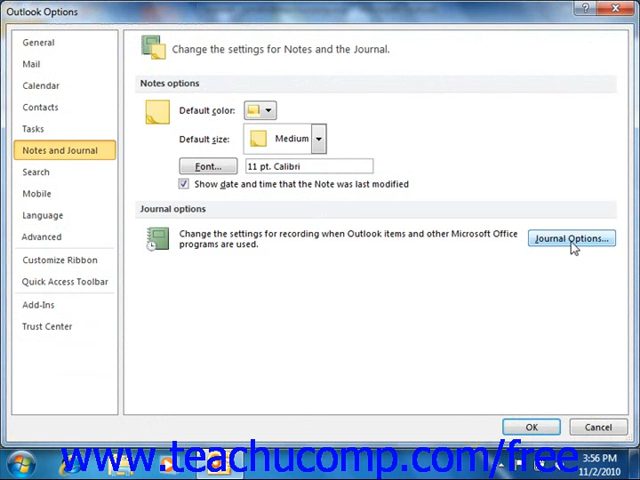 Outlook Options
General
Mail
Calendar
Contacts
Tasks
Notes and Journal
Search
Mobile
Language
Advanced
Customize Ribbon
Quick Access Toolbar
Add-Ins
Trust Center
Change the settings for Notes and the Journal.
Notes options
Default color:
Default size: Medium
Font... 11 pt. Calibri
Show date and time that the Note was last modified
Journal options
Change the settings for recording when Outlook items and other Microsoft Office
programs are used.
Journal Options...
OK Cancel
www.teachucomp.com/free
3:56 PM
11/2/2010